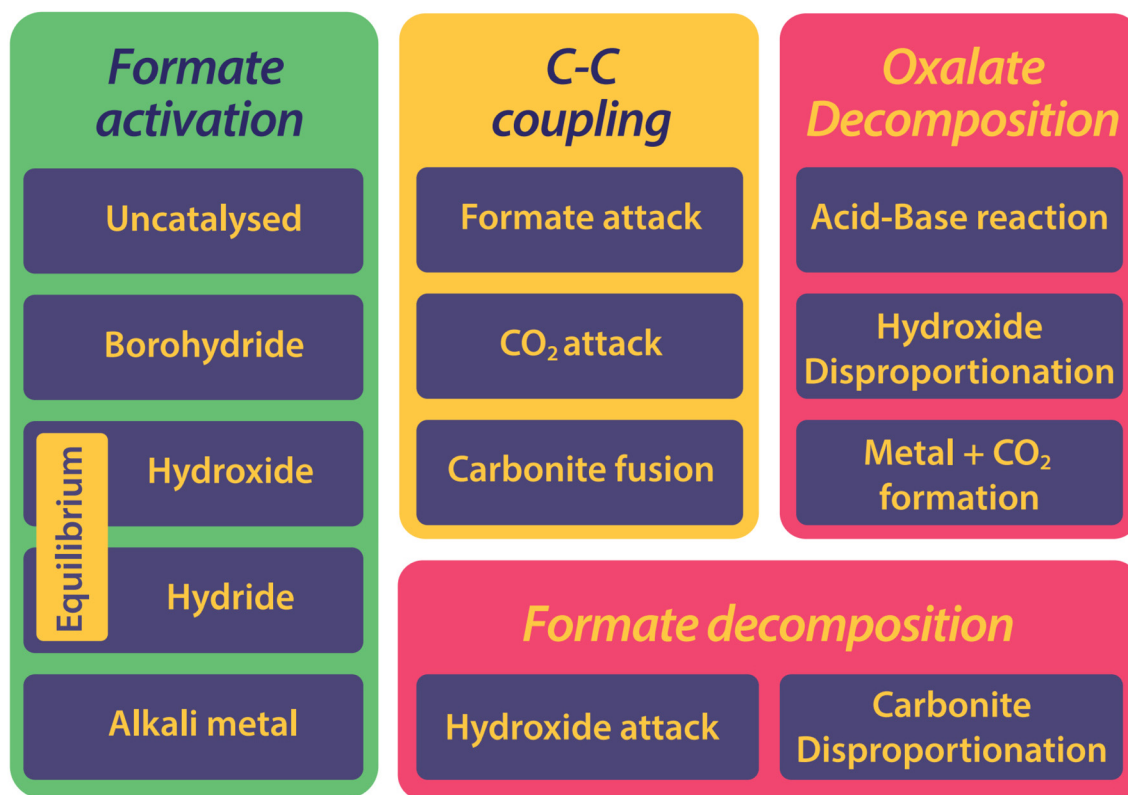 Formate
activation
Uncatalysed
Borohydride
Equilibrium
Hydroxide
Hydride
Alkali metal
C-C
coupling
Formate attack
CO₂ attack
Carbonite fusion
Oxalate
Decomposition
Acid-Base reaction
Hydroxide
Disproportionation
Metal + CO₂
formation
Formate decomposition
Hydroxide attack
Carbonite
Disproportionation